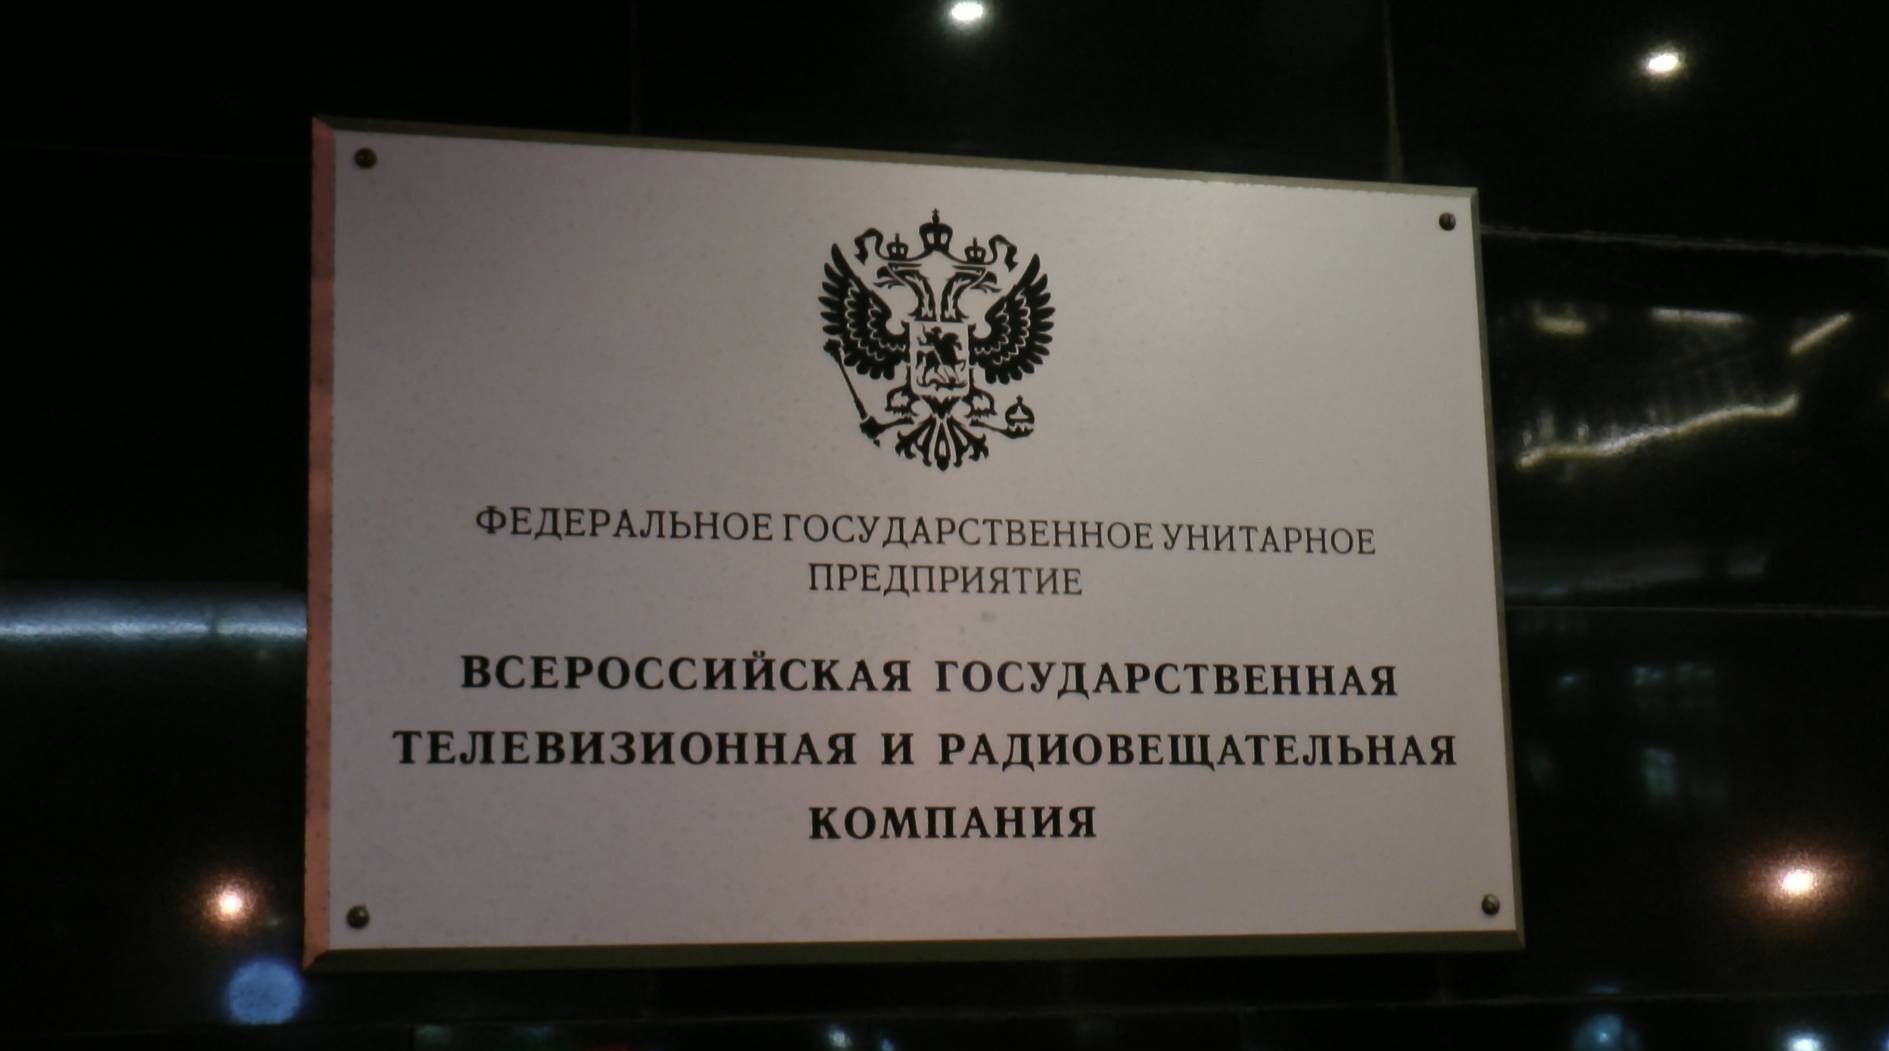 ФЕДЕРАЛЬНОЕ ГОСУДАРСТВЕННОЕ УНИТАРНОЕ
ПРЕДПРИЯТИЕ
ВСЕРОССИЙСКАЯ ГОСУДАРСТВЕННАЯ
ТЕЛЕВИЗИОННАЯ И РАДИОВЕЩАТЕЛЬНАЯ
КОМПАНИЯ